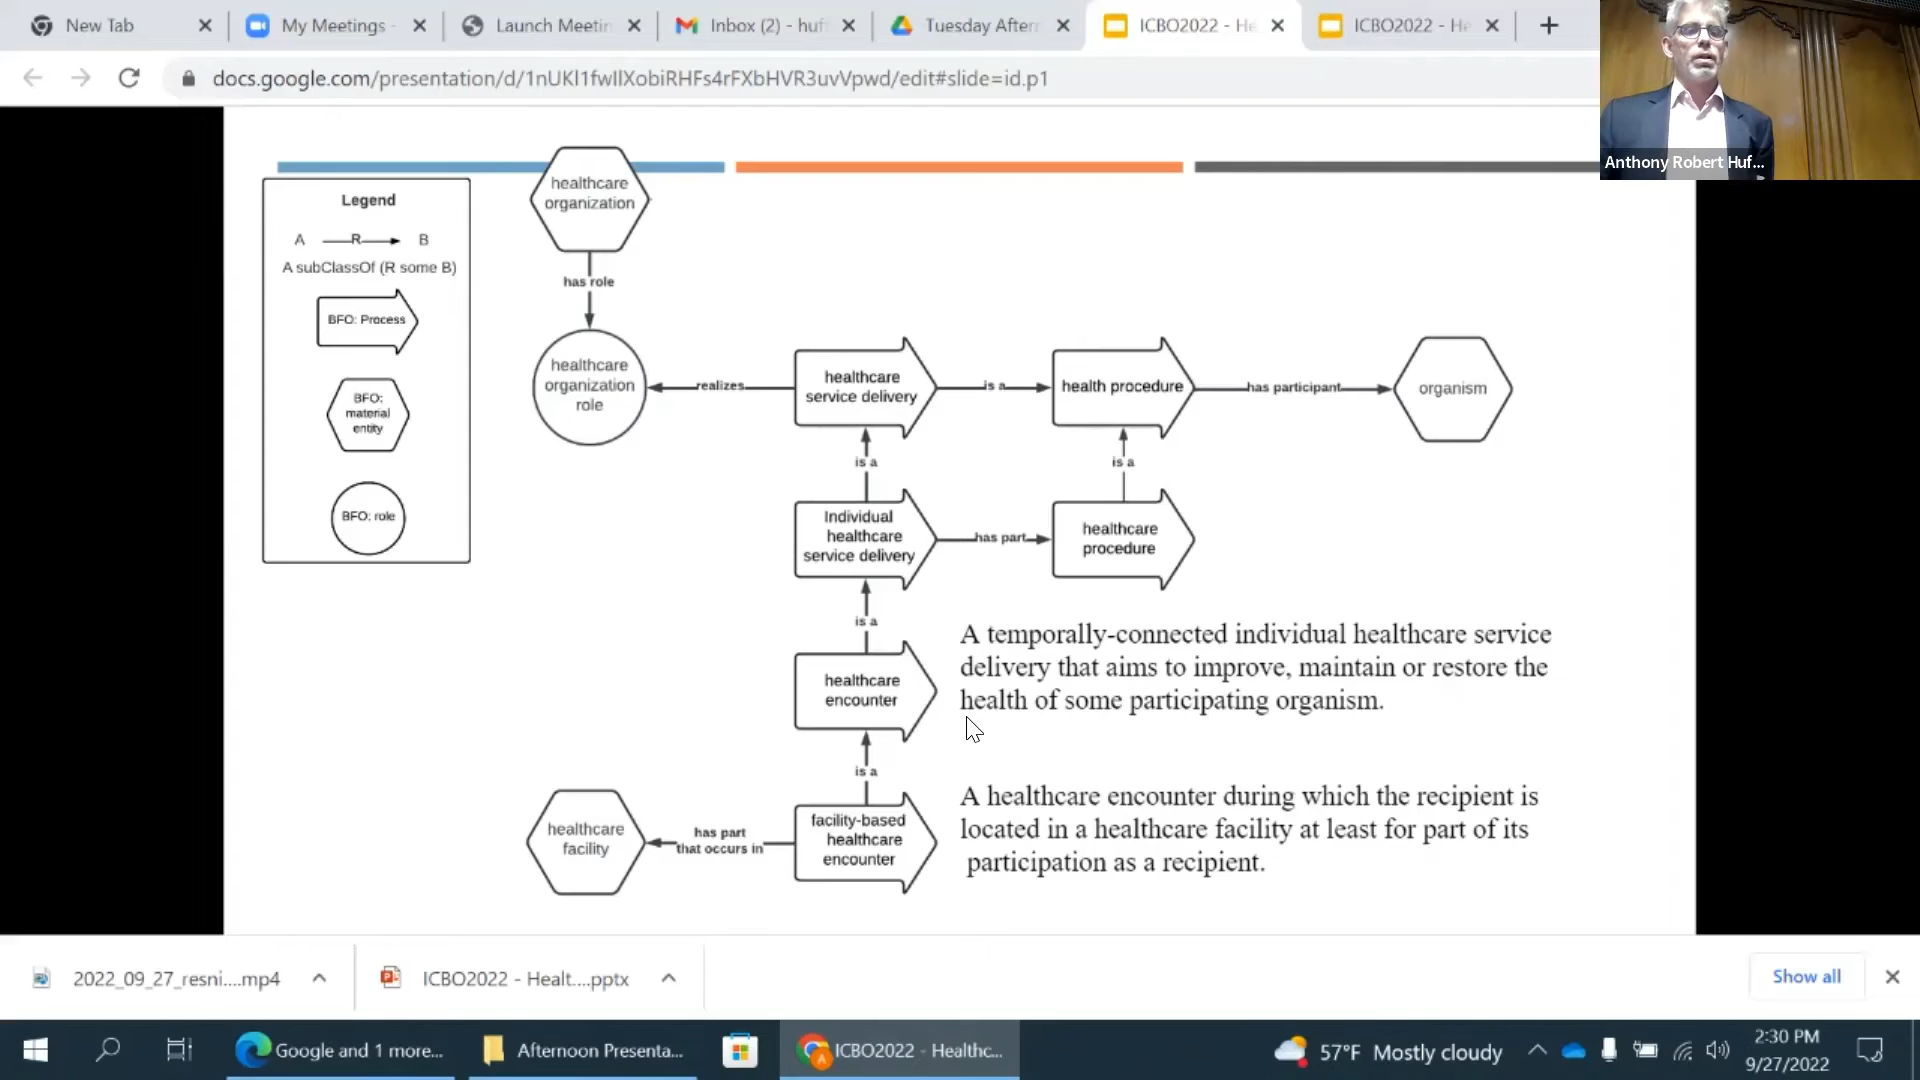 New Tab
My Meetings -
Launch Meetin
Inbox (2) - huf
Tuesday After
ICBO2022 - He
ICBO2022 - He
docs.google.com/presentation/d/1nUKl1fwIlXobiRHFs4rFXbHVR3uvVpwd/edit#slide=id.p1
Anthony Robert Huf...
Legend
A R B
A subClassOf (R some B)
BFO: Process
BFO:
material
entity
BFO: role
healthcare
organization
has role
healthcare
organization
role
realizes
healthcare
service delivery
is a
health procedure
has participant
organism
is a
is a
Individual
healthcare
service delivery
has part
healthcare
procedure
is a
healthcare
encounter
A temporally-connected individual healthcare service
delivery that aims to improve, maintain or restore the
health of some participating organism.
is a
healthcare
facility
has part
that occurs in
facility-based
healthcare
encounter
A healthcare encounter during which the recipient is
located in a healthcare facility at least for part of its
participation as a recipient.
2022_09_27_resni....mp4
ICBO2022 - Healt....pptx
Show all
Google and 1 more...
Afternoon Presenta...
ICBO2022 - Healthc...
57°F Mostly cloudy
2:30 PM
9/27/2022